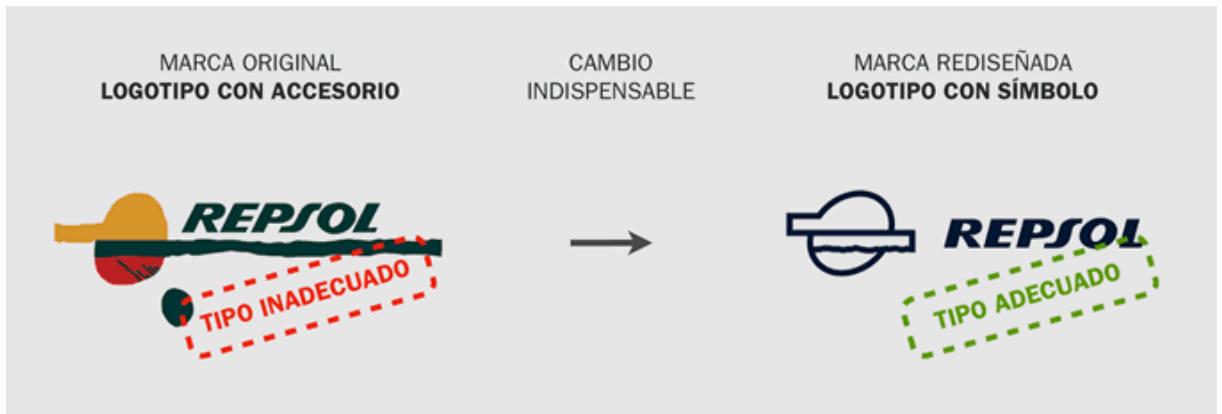 MARCA ORIGINAL
LOGOTIPO CON ACCESORIO
CAMBIO
INDISPENSABLE
MARCA REDISEÑADA
LOGOTIPO CON SÍMBOLO
REPSOL
TIPO INADECUADO
REPSOL
TIPO ADECUADO